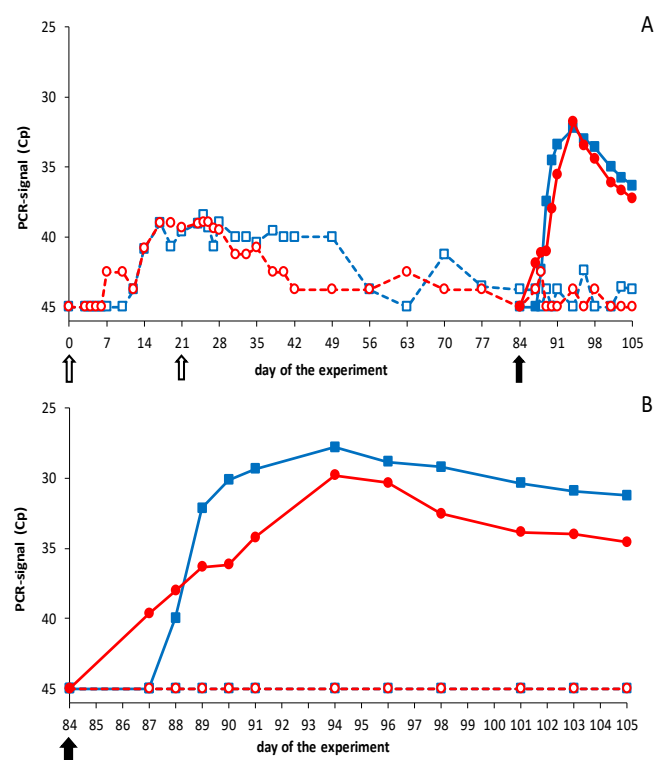 A
25
30
35
40
45
PCR-signal (Cp)
0 7 14 21 28 35 42 49 56 63 70 77 84 91 98 105
day of the experiment
B
25
30
35
40
45
PCR-signal (Cp)
84 85 86 87 88 89 90 91 92 93 94 95 96 97 98 99 100 101 102 103 104 105
day of the experiment